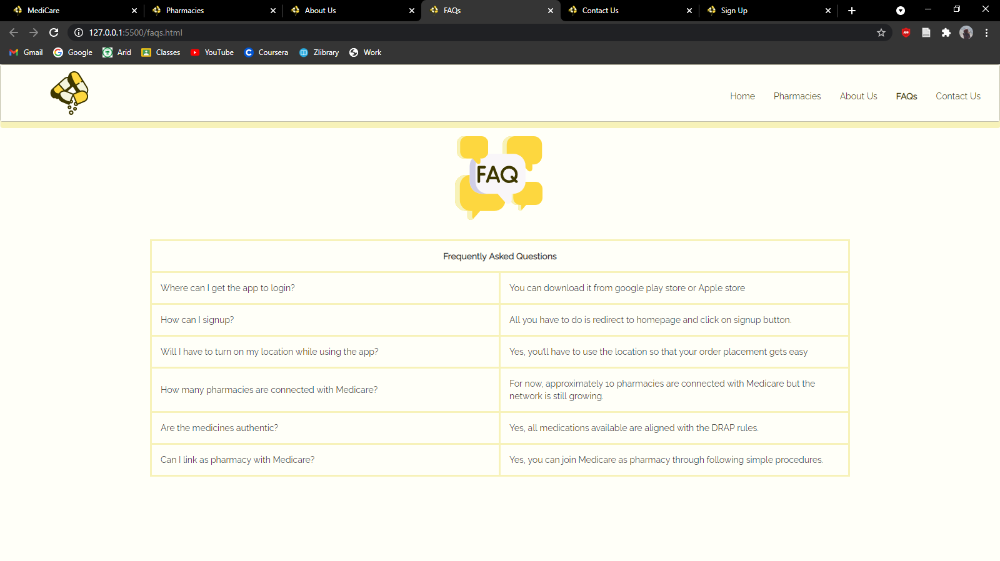 MediCare
Pharmacies
About Us
FAQs
Contact Us
Sign Up
127.0.0.1:5500/faqs.html
Gmail
Google
Arid
Classes
YouTube
Coursera
Zlibrary
Work
Home
Pharmacies
About Us
FAQs
Contact Us
FAQ
Frequently Asked Questions
Where can I get the app to login?
You can download it from google play store or Apple store
How can I signup?
All you have to do is redirect to homepage and click on signup button.
Will I have to turn on my location while using the app?
Yes, you'll have to use the location so that your order placement gets easy
How many pharmacies are connected with Medicare?
For now, approximately 10 pharmacies are connected with Medicare but the
network is still growing.
Are the medicines authentic?
Yes, all medications available are aligned with the DRAP rules.
Can I link as pharmacy with Medicare?
Yes, you can join Medicare as pharmacy through following simple procedures.